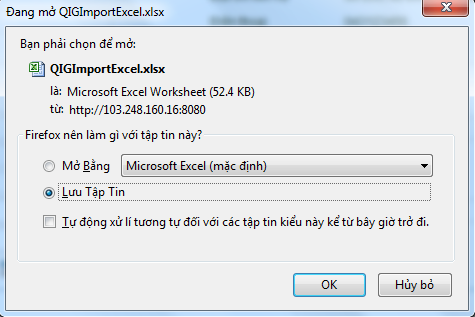 Đang mở QIGImportExcel.xlsx
Bạn phải chọn để mở:
QIGImportExcel.xlsx
là: Microsoft Excel Worksheet (52.4 KB)
từ: http://103.248.160.16:8080
Firefox nên làm gì với tập tin này?
Mở Bằng Microsoft Excel (mặc định)
Lưu Tập Tin
Tự động xử lí tương tự đối với các tập tin kiểu này kể từ bây giờ trở đi.
OK Hủy bỏ